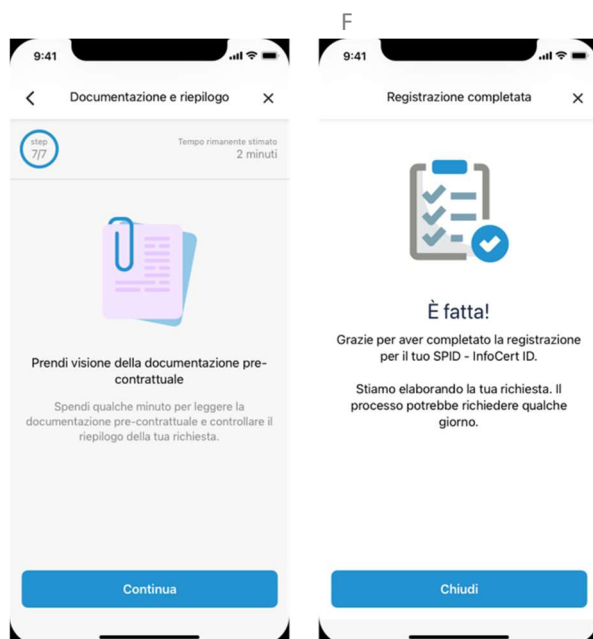 F
9:41
Documentazione e riepilogo
step
7/7
Tempo rimanente stimato
2 minuti
Prendi visione della documentazione pre-
contrattuale
Spendi qualche minuto per leggere la
documentazione pre-contrattuale e controllare il
riepilogo della tua richiesta.
Continua
9:41
Registrazione completata
È fatta!
Grazie per aver completato la registrazione
per il tuo SPID - InfoCert ID.
Stiamo elaborando la tua richiesta. Il
processo potrebbe richiedere qualche
giorno.
Chiudi